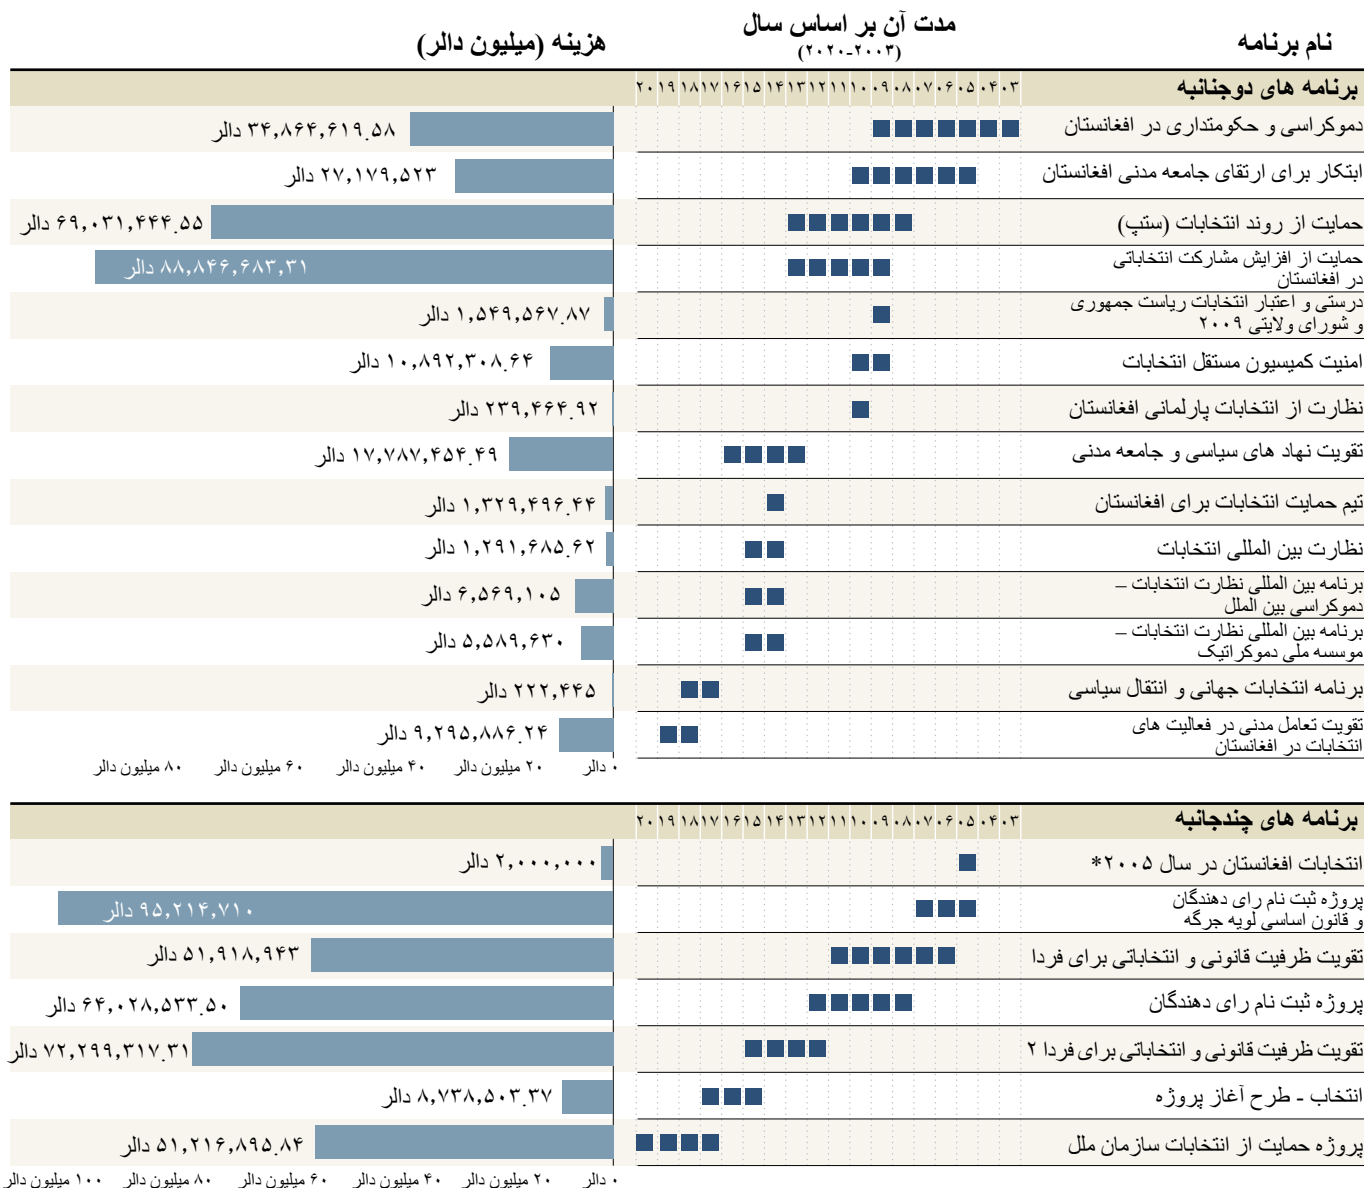 نام برنامه
مدت آن بر اساس سال
(۲۰۰۳-۲۰۲۰)
هزینه (میلیون دالر)
برنامه های دوجنانبه
۰۳ ۰۴ ۰۵ ۰۶ ۰۷ ۰۸ ۰۹ ۱۰ ۱۱ ۱۲ ۱۳ ۱۴ ۱۵ ۱۶ ۱۷ ۱۸ ۱۹ ۲۰
دموکراسی و حکومتداری در افغانستان
۳۴,۸۶۴,۶۱۹.۵۸ دالر
ابتکار برای ارتقای جامعه مدنی افغانستان
۲۷,۱۷۹,۵۲۳ دالر
حمایت از روند انتخابات (ستپ)
۶۹,۰۳۱,۴۴۴.۵۵ دالر
حمایت از افزایش مشارکت انتخاباتی
در افغانستان
۸۸,۸۴۶,۶۸۳,۳۱ دالر
درستی و اعتبار انتخابات ریاست جمهوری
و شورای ولایتی ۲۰۰۹
۱,۵۴۹,۵۶۷.۸۷ دالر
امنیت کمیسیون مستقل انتخابات
۱۰,۸۹۲,۳۰۸.۶۴ دالر
نظارت از انتخابات پارلمانی افغانستان
۲۳۹,۴۶۴.۹۲ دالر
تقویت نهاد های سیاسی و جامعه مدنی
۱۷,۷۸۷,۴۵۴.۴۹ دالر
تیم حمایت انتخابات برای افغانستان
۱,۳۲۹,۴۹۶.۴۴ دالر
نظارت بین المللی انتخابات
۱,۲۹۱,۶۸۵.۶۲ دالر
برنامه بین المللی نظارت انتخابات –
دموکراسی بین الملل
۶,۵۶۹,۱۰۵ دالر
برنامه بین المللی نظارت انتخابات –
موسسه ملی دموکراتیک
۵,۵۸۹,۶۳۰ دالر
برنامه انتخابات جهانی و انتقال سیاسی
۲۲۲,۴۴۵ دالر
تقویت تعامل مدنی در فعالیت های
انتخابات در افغانستان
۹,۲۹۵,۸۸۶.۲۴ دالر
۰ دالر ۲۰ میلیون دالر ۴۰ میلیون دالر ۶۰ میلیون دالر ۸۰ میلیون دالر
برنامه های چندجانبه
۰۳ ۰۴ ۰۵ ۰۶ ۰۷ ۰۸ ۰۹ ۱۰ ۱۱ ۱۲ ۱۳ ۱۴ ۱۵ ۱۶ ۱۷ ۱۸ ۱۹ ۲۰
انتخابات افغانستان در سال ۲۰۰۵*
۲,۰۰۰,۰۰۰ دالر
پروژه ثبت نام رای دهندگان
و قانون اساسی لویه جرگه
۹۵,۲۱۴,۷۱۰ دالر
تقویت ظرفیت قانونی و انتخاباتی برای فردا
۵۱,۹۱۸,۹۴۳ دالر
پروژه ثبت نام رای دهندگان
۶۴,۰۲۸,۵۳۳.۵۰ دالر
تقویت ظرفیت قانونی و انتخاباتی برای فردا ۲
۷۲,۲۹۹,۳۱۷.۳۱ دالر
انتخاب - طرح آغاز پروژه
۸,۷۳۸,۵۰۳.۳۷ دالر
پروژه حمایت از انتخابات سازمان ملل
۵۱,۲۱۶,۸۹۵.۸۴ دالر
۰ دالر ۲۰ میلیون دالر ۴۰ میلیون دالر ۶۰ میلیون دالر ۸۰ میلیون دالر ۱۰۰ میلیون دالر